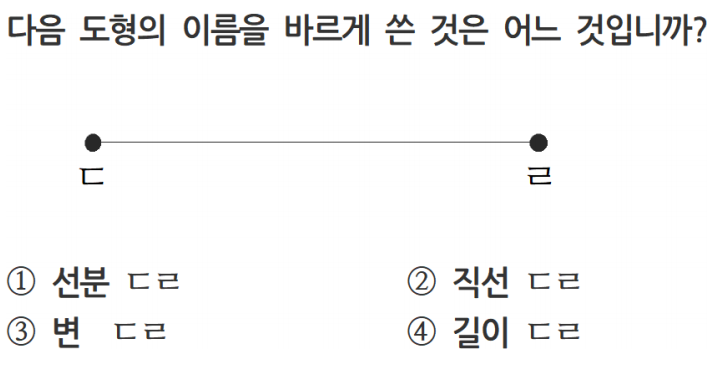 다음 도형의 이름을 바르게 쓴 것은 어느 것입니까?
ㄷ ㄹ
① 선분 ㄷㄹ ② 직선 ㄷㄹ
③ 변 ㄷㄹ ④ 길이 ㄷㄹ